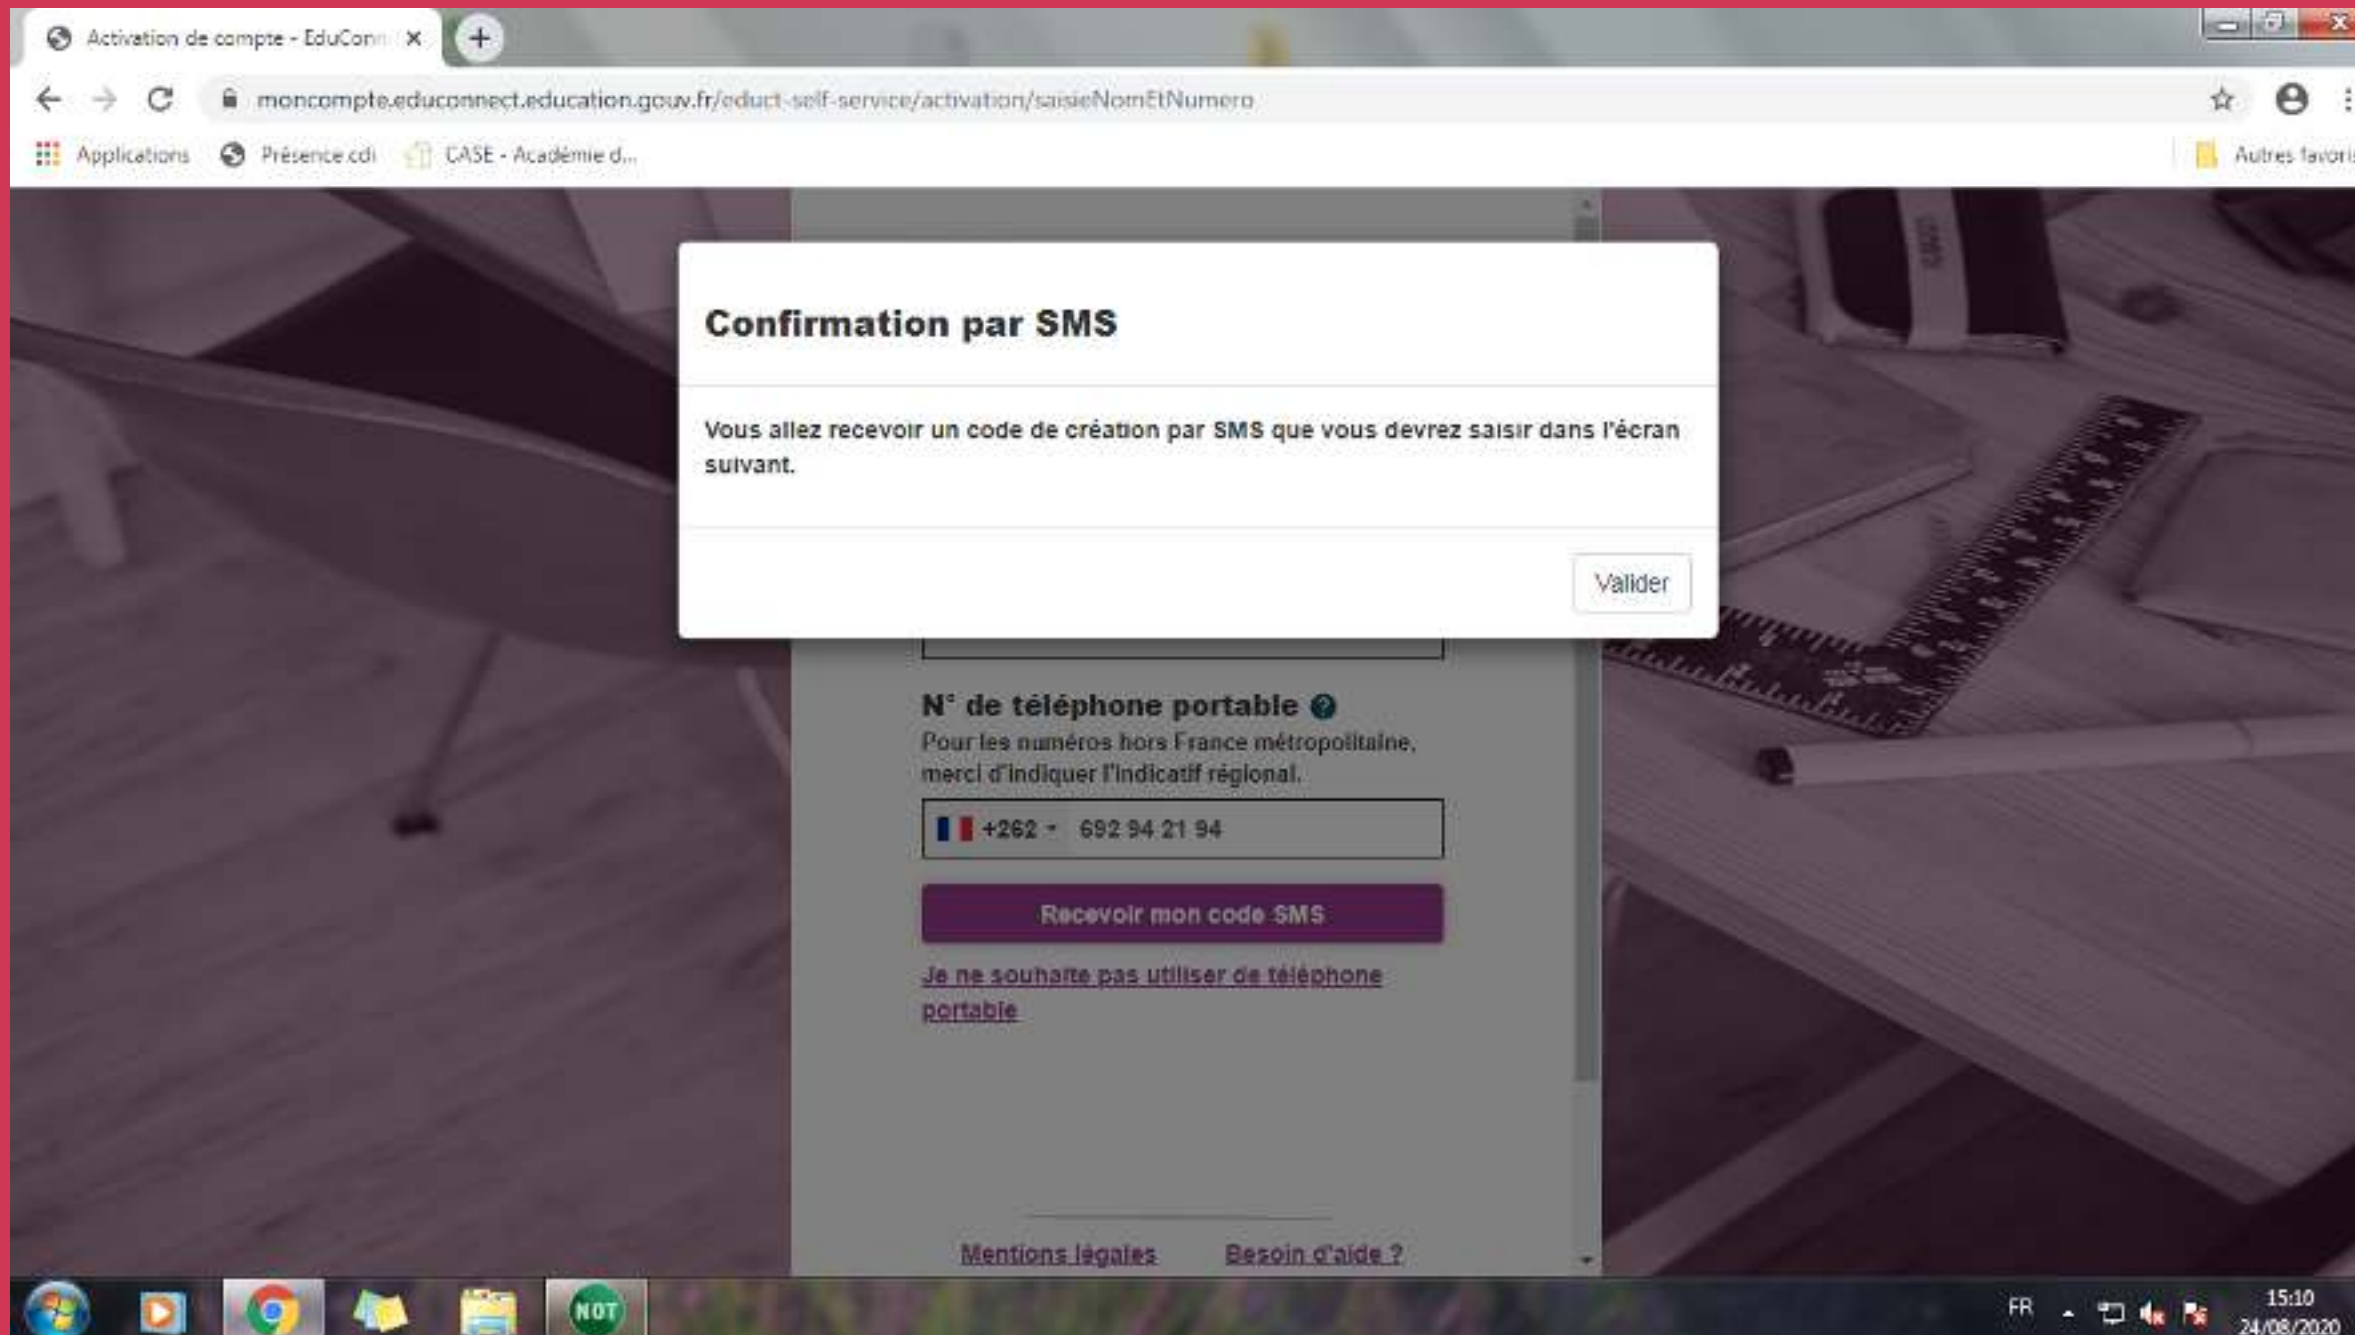 Activation de compte - EduConn
moncompte.educonnect.education.gouv.fr/educt-self-service/activation/saisieNomEtNumero
Applications Présence cdi CASE - Académie d... Autres favoris
Confirmation par SMS
Vous allez recevoir un code de création par SMS que vous devrez saisir dans l'écran
suivant.
Valider
N° de téléphone portable
Pour les numéros hors France métropolitaine,
merci d'indiquer l'indicatif régional.
+262 692 94 21 94
Recevoir mon code SMS
Je ne souhaite pas utiliser de téléphone
portable
Mentions légales Besoin d'aide ?
NOT
FR
15:10
24/08/2020